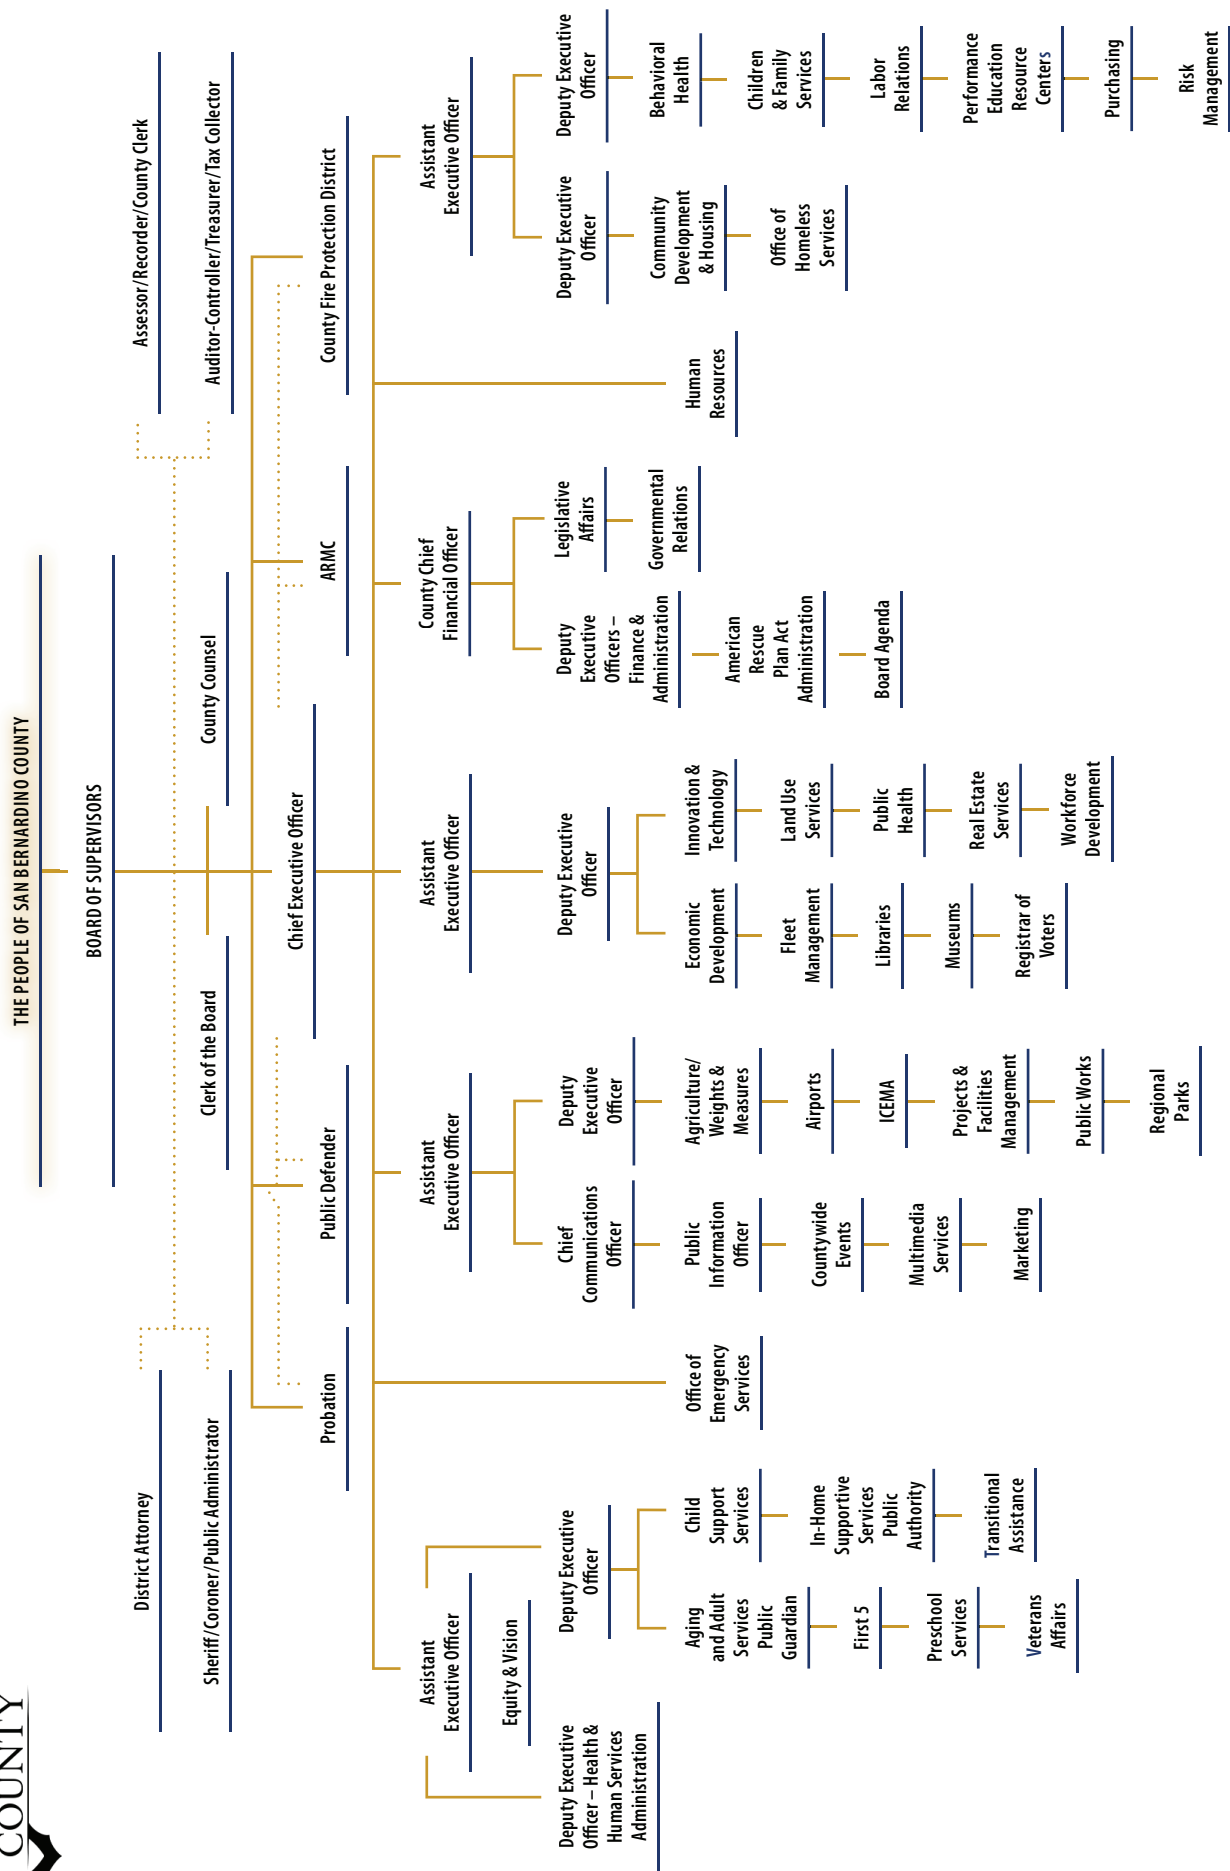 COUNTY
THE PEOPLE OF SAN BERNARDINO COUNTY
BOARD OF SUPERVISORS
District Attorney
Sheriff/Coroner/Public Administrator
Assessor/Recorder/County Clerk
Auditor-Controller/Treasurer/Tax Collector
Clerk of the Board
County Counsel
Chief Executive Officer
Probation
Public Defender
ARMC
County Fire Protection District
Assistant
Executive Officer
Equity & Vision
Deputy Executive
Officer – Health &
Human Services
Administration
Deputy Executive
Officer
Aging
and Adult
Services
Public
Guardian
First 5
Preschool
Services
Veterans
Affairs
Child
Support
Services
In-Home
Supportive
Services
Public
Authority
Transitional
Assistance
Office of
Emergency
Services
Assistant
Executive Officer
Chief
Communications
Officer
Public
Information
Officer
Countywide
Events
Multimedia
Services
Marketing
Deputy
Executive
Officer
Agriculture/
Weights &
Measures
Airports
ICEMA
Projects &
Facilities
Management
Public Works
Regional
Parks
Assistant
Executive Officer
Deputy Executive
Officer
Economic
Development
Fleet
Management
Libraries
Museums
Registrar of
Voters
Innovation &
Technology
Land Use
Services
Public
Health
Real Estate
Services
Workforce
Development
County Chief
Financial Officer
Deputy
Executive
Officers –
Finance &
Administration
American
Rescue
Plan Act
Administration
Board Agenda
Legislative
Affairs
Governmental
Relations
Human
Resources
Assistant
Executive Officer
Deputy Executive
Officer
Community
Development
& Housing
Office of
Homeless
Services
Deputy Executive
Officer
Behavioral
Health
Children
& Family
Services
Labor
Relations
Performance
Education
Resource
Centers
Purchasing
Risk
Management